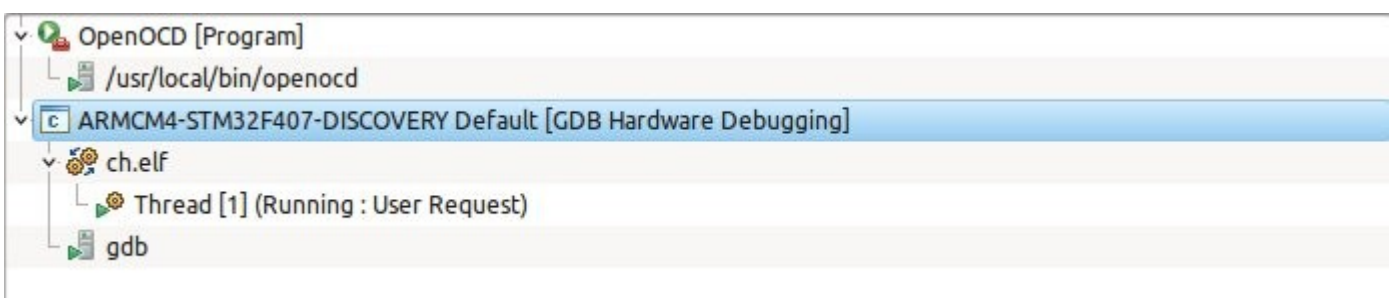 OpenOCD [Program]
/usr/local/bin/openocd
ARMCM4-STM32F407-DISCOVERY Default [GDB Hardware Debugging]
ch.elf
Thread [1] (Running : User Request)
gdb